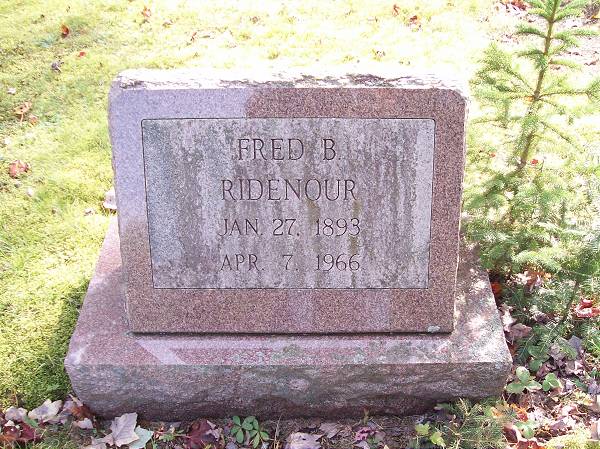 FRED B.
RIDENOUR
JAN. 27, 1893
APR. 7, 1966